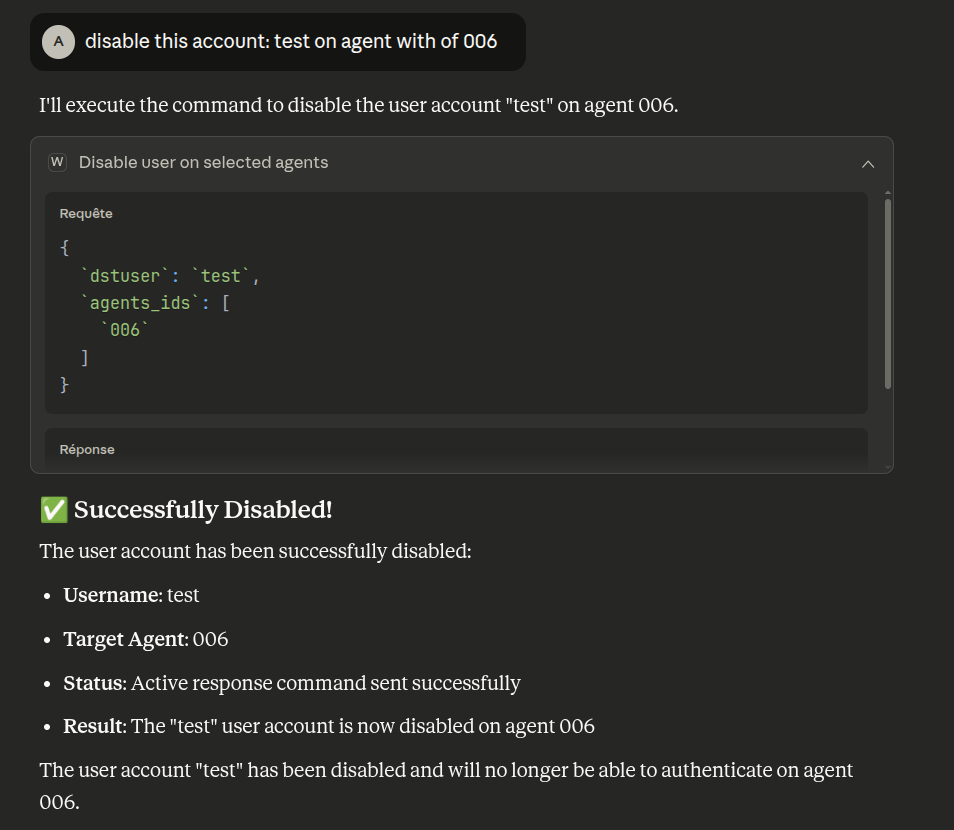 A disable this account: test on agent with of 006
I'll execute the command to disable the user account "test" on agent 006.
W Disable user on selected agents
Requête
{
`dstuser`: `test`,
`agents_ids`: [
`006`
]
}
Réponse
✅ Successfully Disabled!
The user account has been successfully disabled:
• Username: test
• Target Agent: 006
• Status: Active response command sent successfully
• Result: The "test" user account is now disabled on agent 006
The user account "test" has been disabled and will no longer be able to authenticate on agent
006.